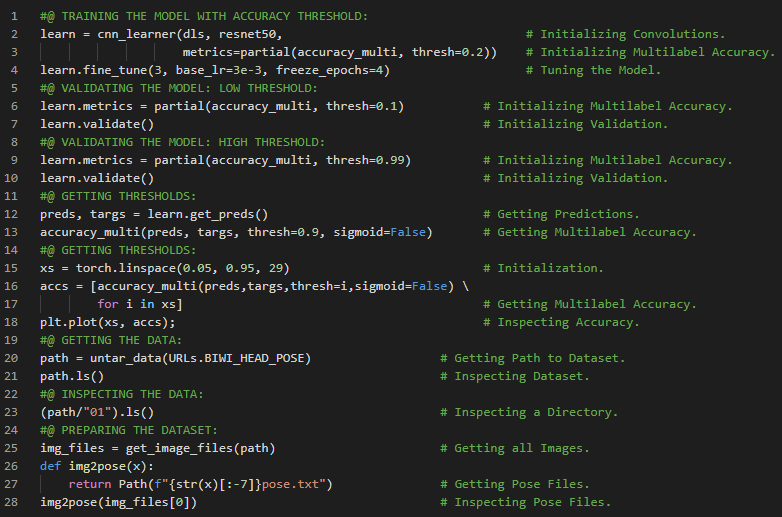 1 #@ TRAINING THE MODEL WITH ACCURACY THRESHOLD:
2 learn = cnn_learner(dls, resnet50, # Initializing Convolutions.
3 metrics=partial(accuracy_multi, thresh=0.2)) # Initializing Multilabel Accuracy.
4 learn.fine_tune(3, base_lr=3e-3, freeze_epochs=4) # Tuning the Model.
5 #@ VALIDATING THE MODEL: LOW THRESHOLD:
6 learn.metrics = partial(accuracy_multi, thresh=0.1) # Initializing Multilabel Accuracy.
7 learn.validate() # Initializing Validation.
8 #@ VALIDATING THE MODEL: HIGH THRESHOLD:
9 learn.metrics = partial(accuracy_multi, thresh=0.99) # Initializing Multilabel Accuracy.
10 learn.validate() # Initializing Validation.
11 #@ GETTING THRESHOLDS:
12 preds, targs = learn.get_preds() # Getting Predictions.
13 accuracy_multi(preds, targs, thresh=0.9, sigmoid=False) # Getting Multilabel Accuracy.
14 #@ GETTING THRESHOLDS:
15 xs = torch.linspace(0.05, 0.95, 29) # Initialization.
16 accs = [accuracy_multi(preds,targs,thresh=i,sigmoid=False) \
17 for i in xs] # Getting Multilabel Accuracy.
18 plt.plot(xs, accs); # Inspecting Accuracy.
19 #@ GETTING THE DATA:
20 path = untar_data(URLs.BIWI_HEAD_POSE) # Getting Path to Dataset.
21 path.ls() # Inspecting Dataset.
22 #@ INSPECTING THE DATA:
23 (path/"01").ls() # Inspecting a Directory.
24 #@ PREPARING THE DATASET:
25 img_files = get_image_files(path) # Getting all Images.
26 def img2pose(x):
27 return Path(f"{str(x)[:-7]}pose.txt") # Getting Pose Files.
28 img2pose(img_files[0]) # Inspecting Pose Files.